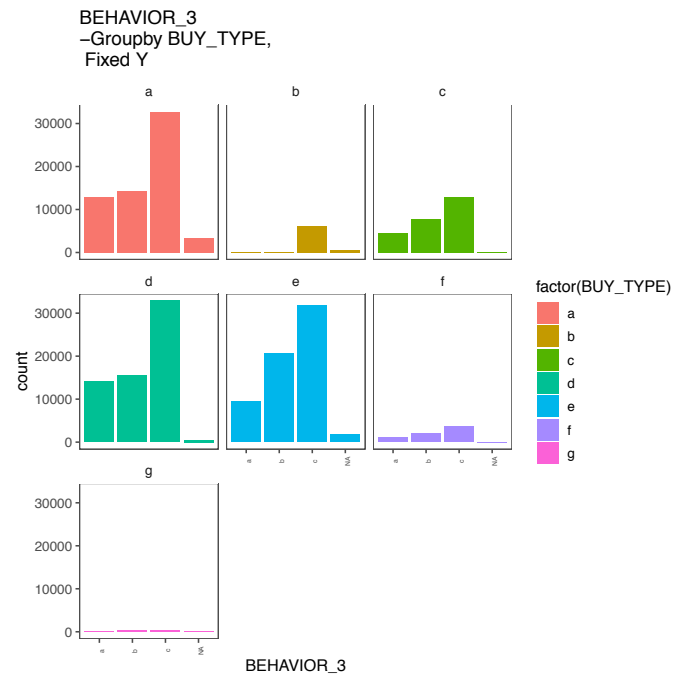 BEHAVIOR_3
−Groupby BUY_TYPE,
Fixed Y
a
b
c
30000
20000
10000
0
d
e
f
30000
20000
10000
0
a
b
c
NA
a
b
c
NA
g
30000
20000
10000
0
a
b
c
NA
count
BEHAVIOR_3
factor(BUY_TYPE)
a
b
c
d
e
f
g